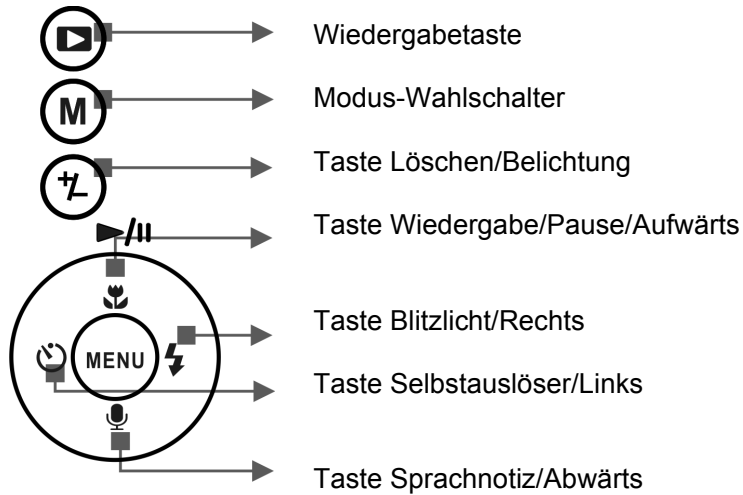 Wiedergabetaste
M Modus-Wahlschalter
+/- Taste Löschen/Belichtung
Taste Wiedergabe/Pause/Aufwärts
Taste Blitzlicht/Rechts
MENU
Taste Selbstauslöser/Links
Taste Sprachnotiz/Abwärts